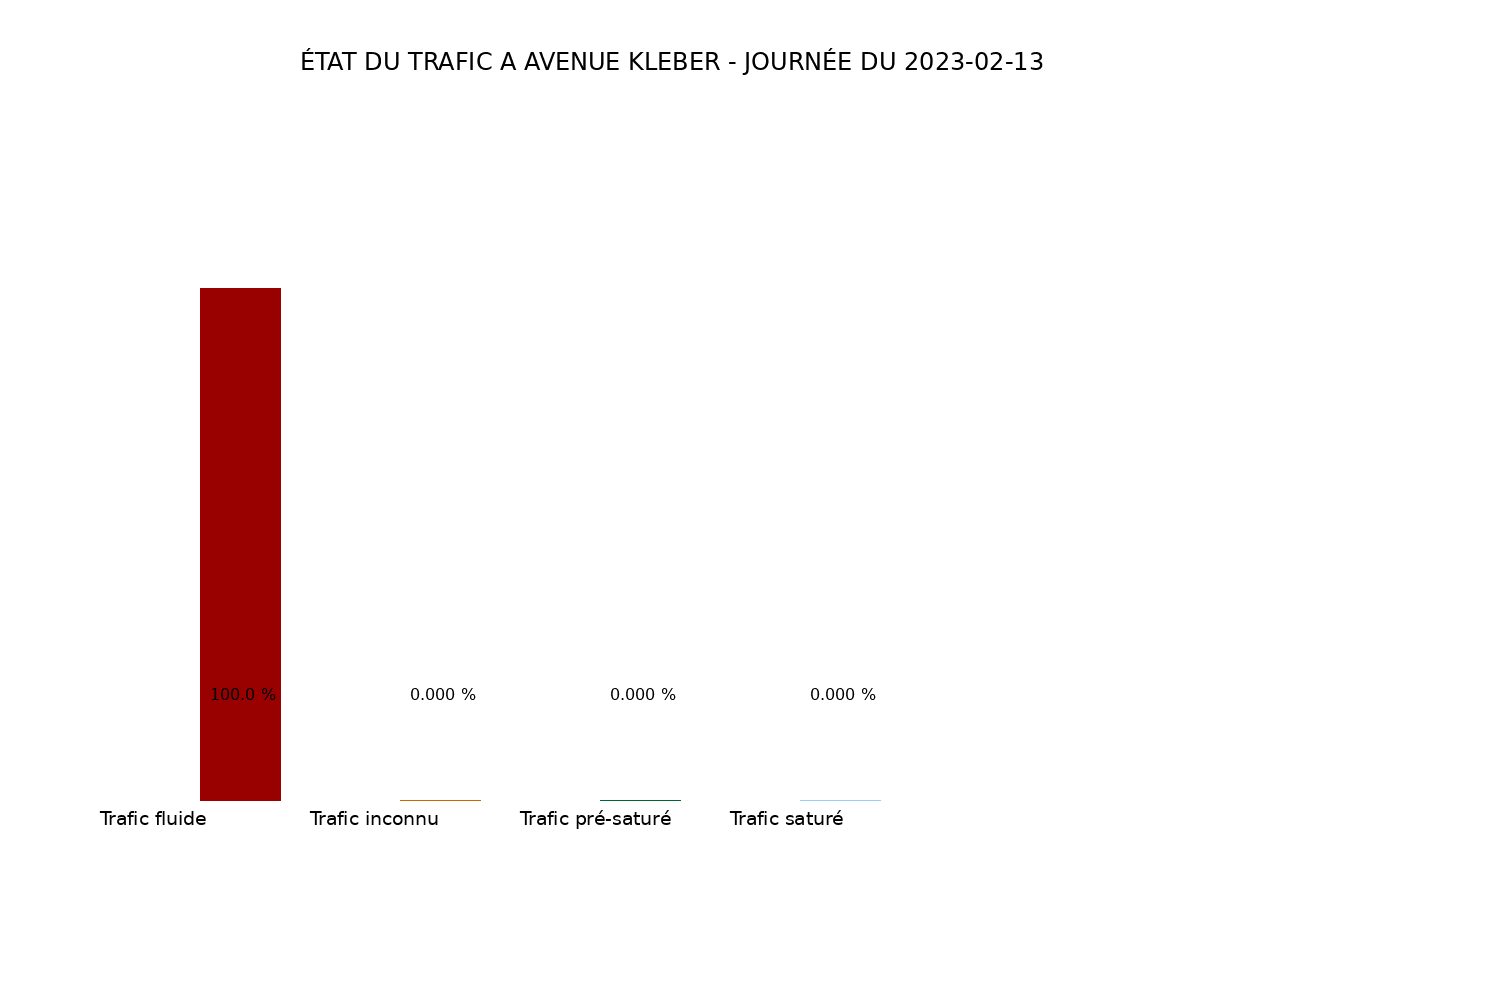 ÉTAT DU TRAFIC A AVENUE KLEBER - JOURNÉE DU 2023-02-13
100.0 % 0.000 % 0.000 % 0.000 %
Trafic fluide Trafic inconnu Trafic pré-saturé Trafic saturé